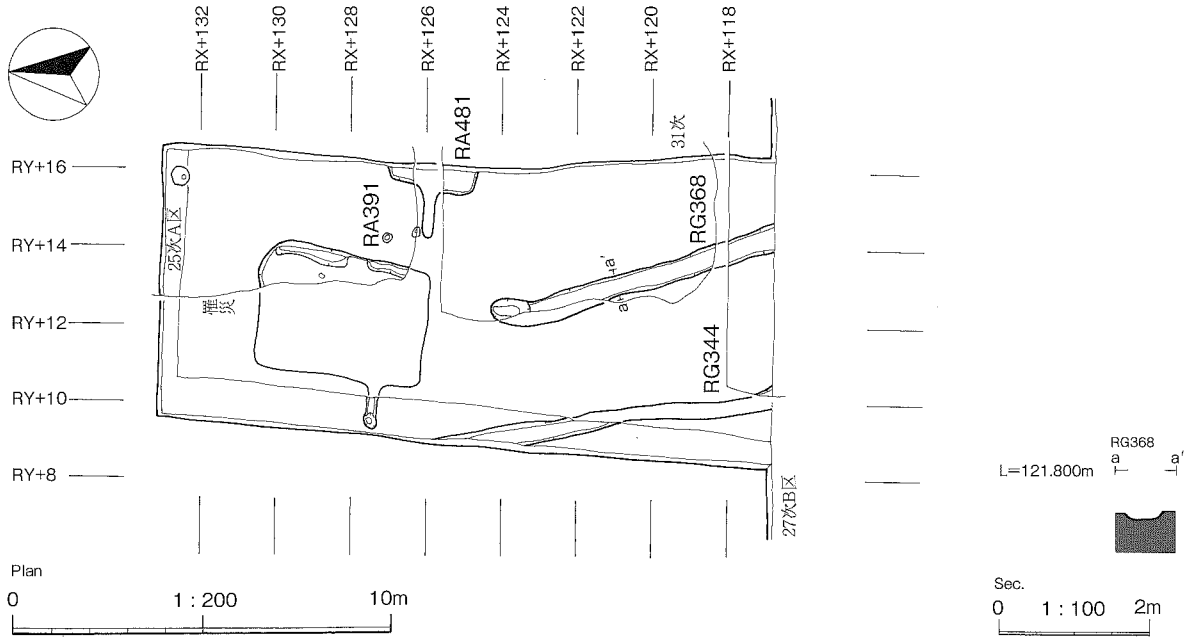 RX+132
RX+130
RX+128
RX+126
RX+124
RX+122
RX+120
RX+118
RY+16
RY+14
RY+12
RY+10
RY+8
25次A区
罹災
RA391
RA481
31次
RG368
a'
a
RG344
27次B区
RG368
a a'
L=121.800m
Plan
0 1:200 10m
Sec.
0 1:100 2m